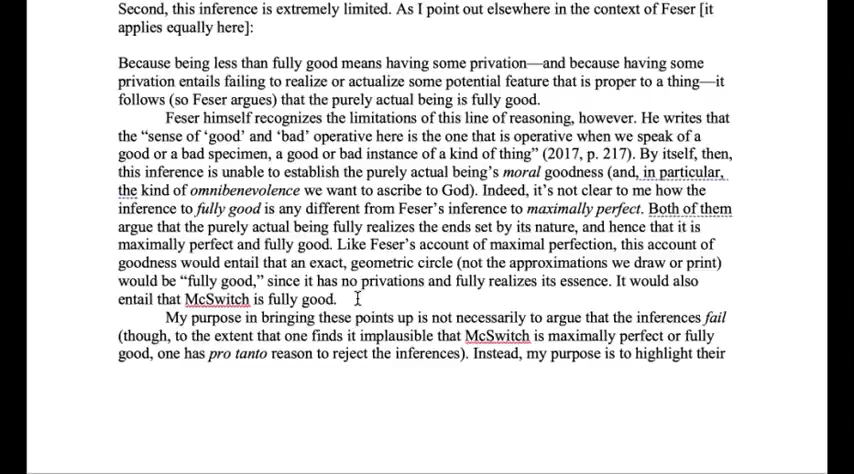 Second, this inference is extremely limited. As I point out elsewhere in the context of Feser [it
applies equally here]:
Because being less than fully good means having some privation—and because having some
privation entails failing to realize or actualize some potential feature that is proper to a thing—it
follows (so Feser argues) that the purely actual being is fully good.
Feser himself recognizes the limitations of this line of reasoning, however. He writes that
the “sense of ‘good’ and ‘bad’ operative here is the one that is operative when we speak of a
good or a bad specimen, a good or bad instance of a kind of thing” (2017, p. 217). By itself, then,
this inference is unable to establish the purely actual being’s moral goodness (and, in particular,
the kind of omnibenevolence we want to ascribe to God). Indeed, it’s not clear to me how the
inference to fully good is any different from Feser’s inference to maximally perfect. Both of them
argue that the purely actual being fully realizes the ends set by its nature, and hence that it is
maximally perfect and fully good. Like Feser’s account of maximal perfection, this account of
goodness would entail that an exact, geometric circle (not the approximations we draw or print)
would be “fully good,” since it has no privations and fully realizes its essence. It would also
entail that McSwitch is fully good.
My purpose in bringing these points up is not necessarily to argue that the inferences fail
(though, to the extent that one finds it implausible that McSwitch is maximally perfect or fully
good, one has pro tanto reason to reject the inferences). Instead, my purpose is to highlight their